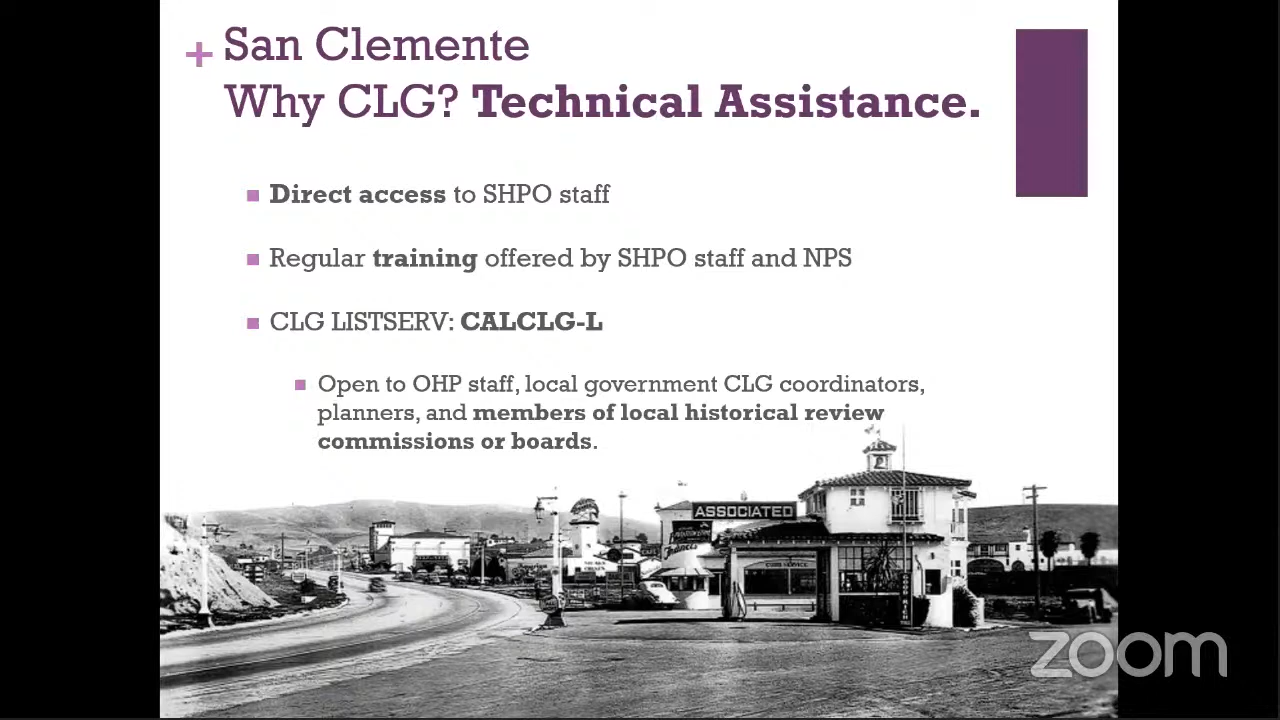 + San Clemente
Why CLG? Technical Assistance.
Direct access to SHPO staff
Regular training offered by SHPO staff and NPS
CLG LISTSERV: CALCLG-L
Open to OHP staff, local government CLG coordinators,
planners, and members of local historical review
commissions or boards.
ASSOCIATED
zoom